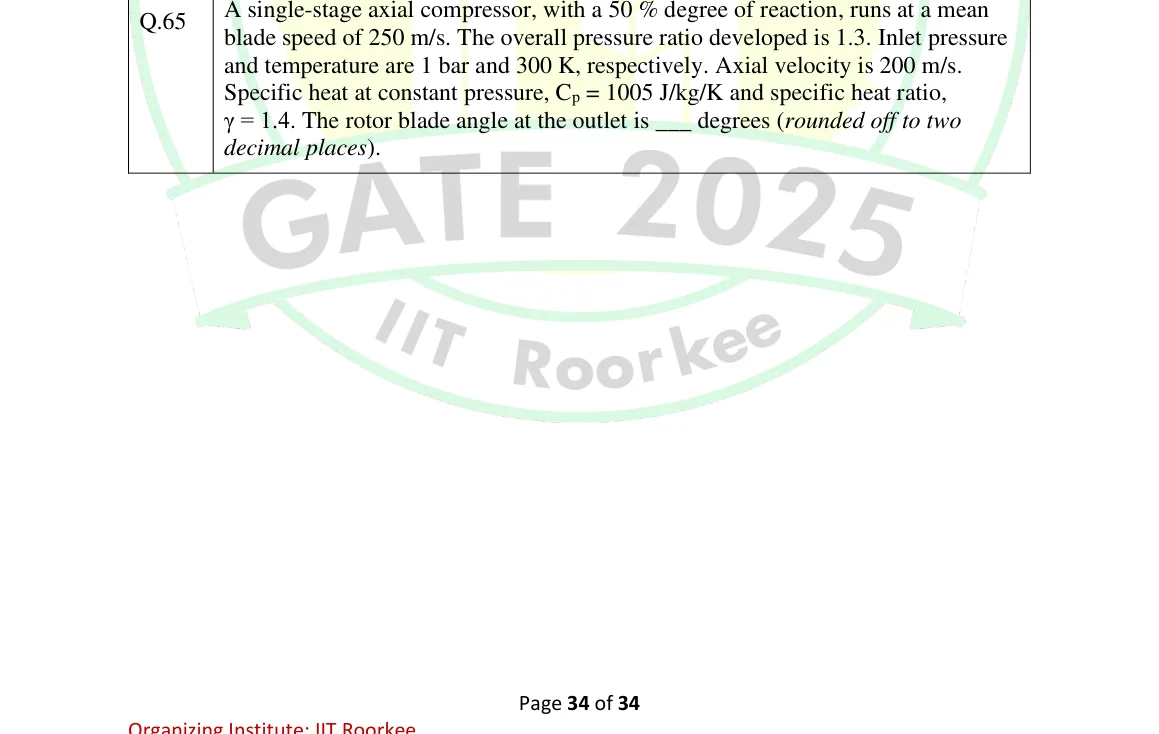 Q.65
A single-stage axial compressor, with a 50 % degree of reaction, runs at a mean
blade speed of 250 m/s. The overall pressure ratio developed is 1.3. Inlet pressure
and temperature are 1 bar and 300 K, respectively. Axial velocity is 200 m/s.
Specific heat at constant pressure, Cp = 1005 J/kg/K and specific heat ratio,
γ = 1.4. The rotor blade angle at the outlet is ___ degrees (rounded off to two
decimal places).
GATE 2025
IIT Roorkee
Page 34 of 34
Organizing Institute: IIT Roorkee